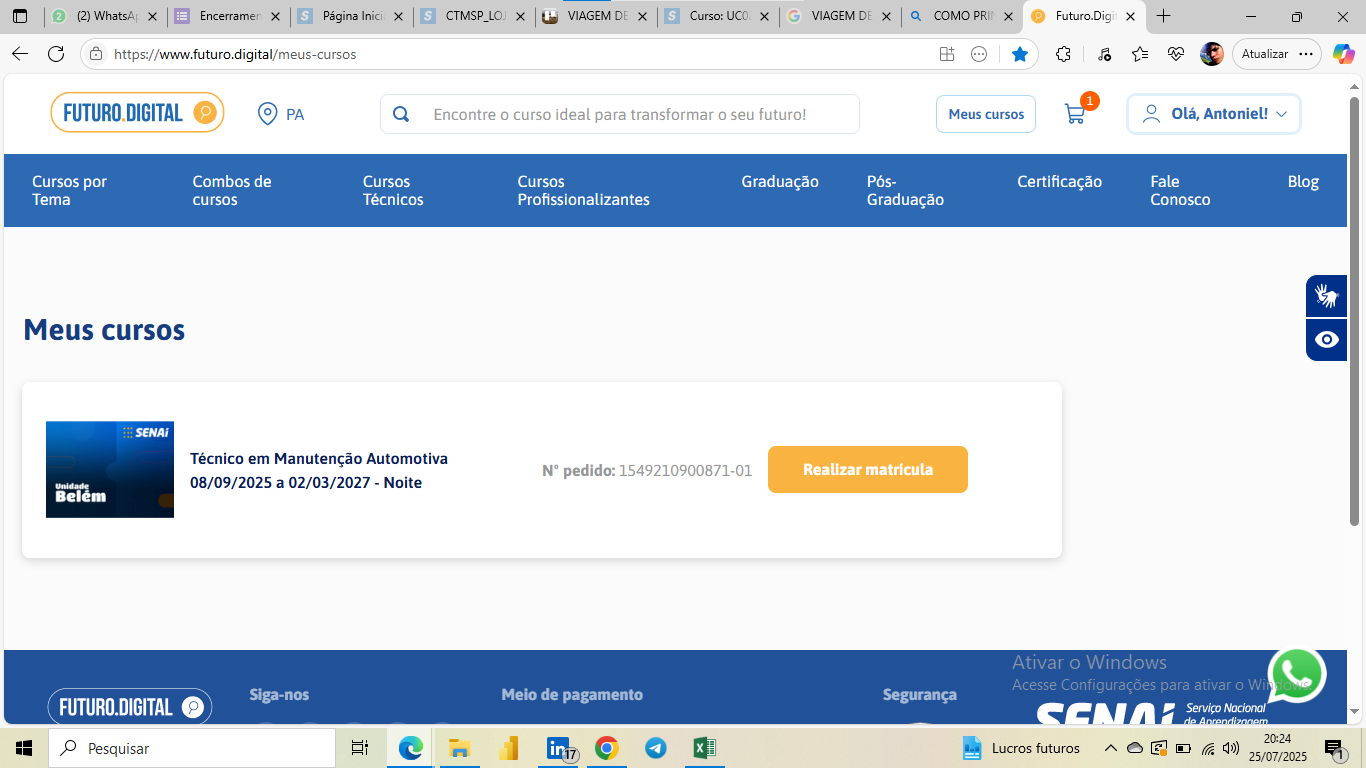 (2) WhatsAp
Encerramen
Página Inici
CTMSP_LOJ
VIAGEM DE
Curso: UC0
VIAGEM DE
COMO PRI
Futuro.Digit
https://www.futuro.digital/meus-cursos
Atualizar
FUTURO.DIGITAL
PA
Encontre o curso ideal para transformar o seu futuro!
Meus cursos
1
Olá, Antoniel!
Cursos por
Tema
Combos de
cursos
Cursos
Técnicos
Cursos
Profissionalizantes
Graduação
Pós-
Graduação
Certificação
Fale
Conosco
Blog
Meus cursos
SENAI
Unidade
Belém
Técnico em Manutenção Automotiva
08/09/2025 a 02/03/2027 - Noite
N° pedido: 1549210900871-01
Realizar matrícula
Ativar o Windows
Acesse Configurações para ativar o Windows.
FUTURO.DIGITAL
Siga-nos
Meio de pagamento
Segurança
SENAI
Serviço Nacional
de Aprendizagem
Pesquisar
17
Lucros futuros
20:24
25/07/2025
1